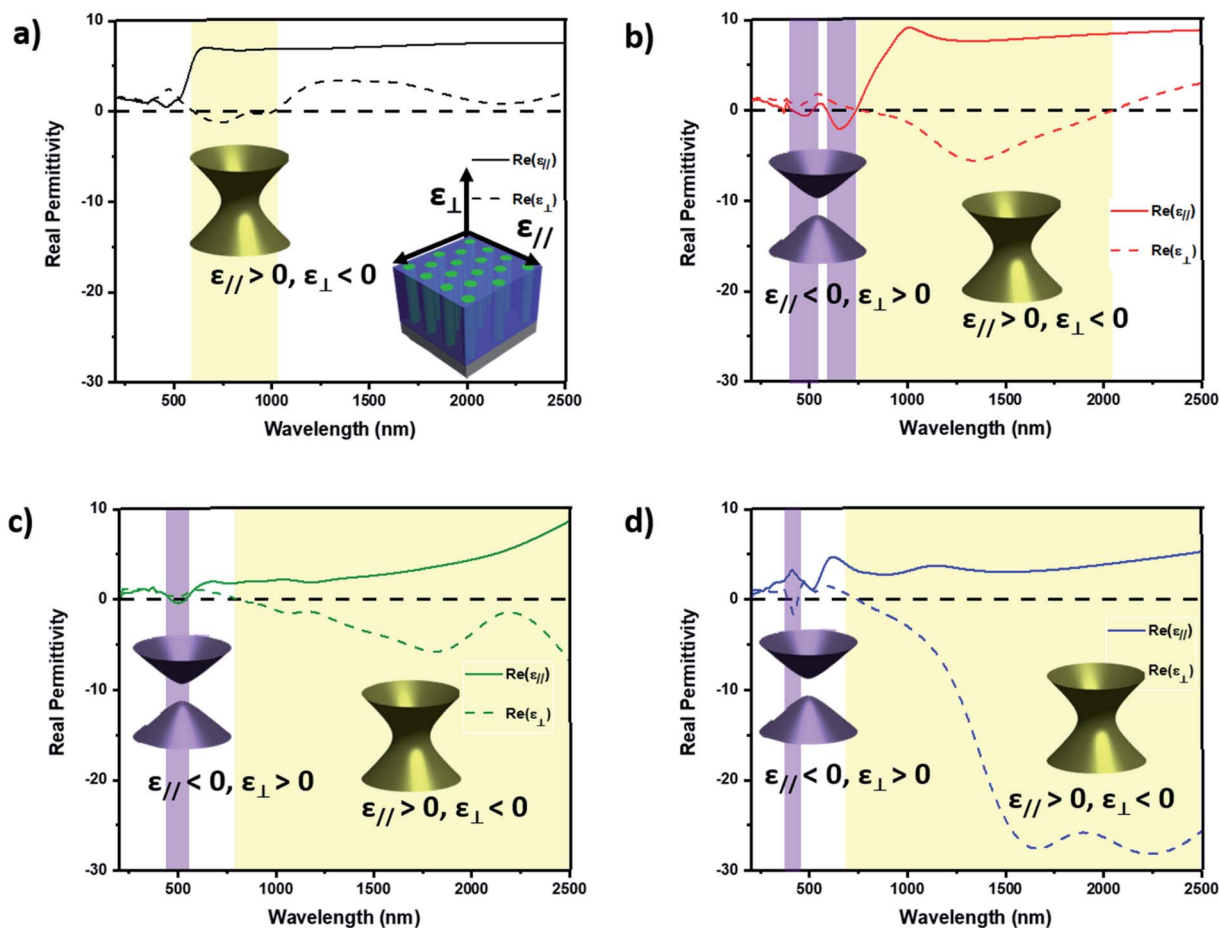 a)
10
0
-10
-20
-30
Real Permittivity
Re(ε//)
Re(ε⊥)
ε⊥
ε//
ε// > 0, ε⊥ < 0
500 1000 1500 2000 2500
Wavelength (nm)
b)
10
0
-10
-20
-30
Real Permittivity
Re(ε//)
Re(ε⊥)
ε// < 0, ε⊥ > 0
ε// > 0, ε⊥ < 0
500 1000 1500 2000 2500
Wavelength (nm)
c)
10
0
-10
-20
-30
Real Permittivity
Re(ε//)
Re(ε⊥)
ε// < 0, ε⊥ > 0
ε// > 0, ε⊥ < 0
500 1000 1500 2000 2500
Wavelength (nm)
d)
10
0
-10
-20
-30
Real Permittivity
Re(ε//)
Re(ε⊥)
ε// < 0, ε⊥ > 0
ε// > 0, ε⊥ < 0
500 1000 1500 2000 2500
Wavelength (nm)